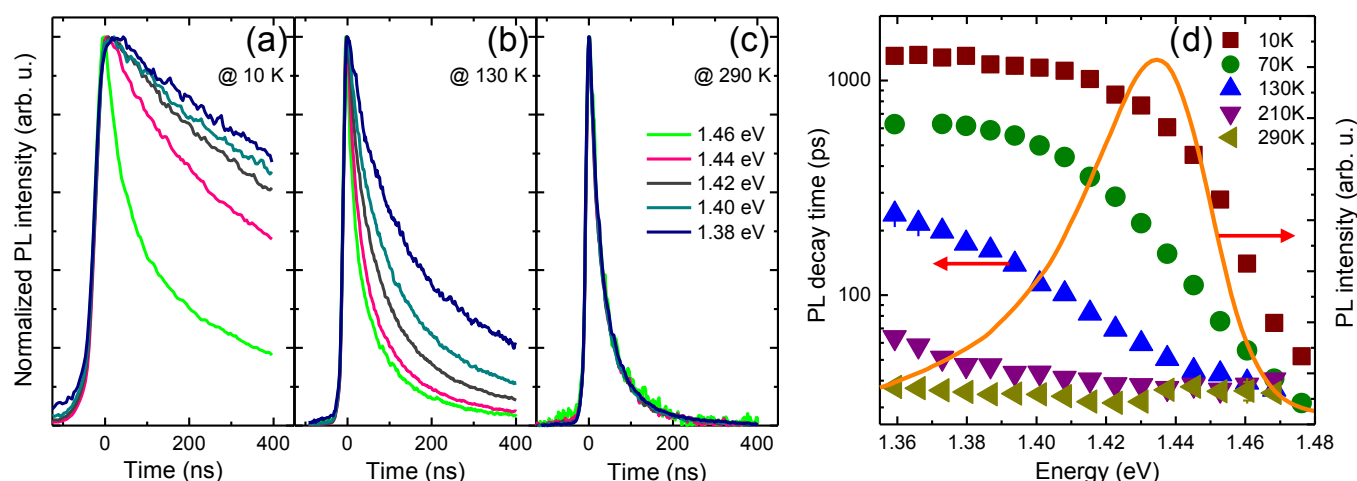 Normalized PL intensity (arb. u.)
(a)
@ 10 K
0
200
400
Time (ns)
(b)
@ 130 K
0
200
400
Time (ns)
(c)
@ 290 K
1.46 eV
1.44 eV
1.42 eV
1.40 eV
1.38 eV
0
200
400
Time (ns)
(d)
10K
70K
130K
210K
290K
PL decay time (ps)
1000
100
1.36
1.38
1.40
1.42
1.44
1.46
1.48
Energy (eV)
PL intensity (arb. u.)